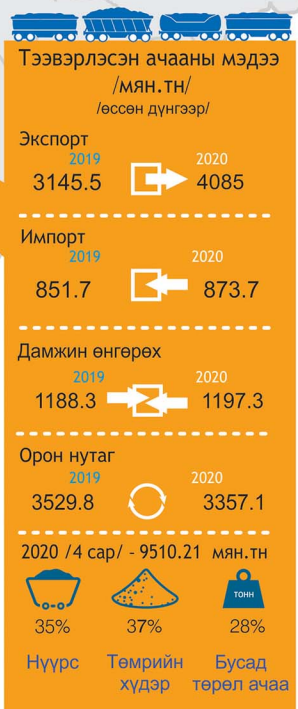 Тээвэрлэсэн ачааны мэдээ
/мян.тн/
/өссөн дүнгээр/
Экспорт
2019 2020
3145.5 4085
Импорт
2019 2020
851.7 873.7
Дамжин өнгөрөх
2019 2020
1188.3 1197.3
Орон нутаг
2019 2020
3529.8 3357.1
2020 /4 сар/ - 9510.21 мян.тн
ТОНН
35% 37% 28%
Нүүрс Төмрийн Бусад
хүдэр төрөл ачаа